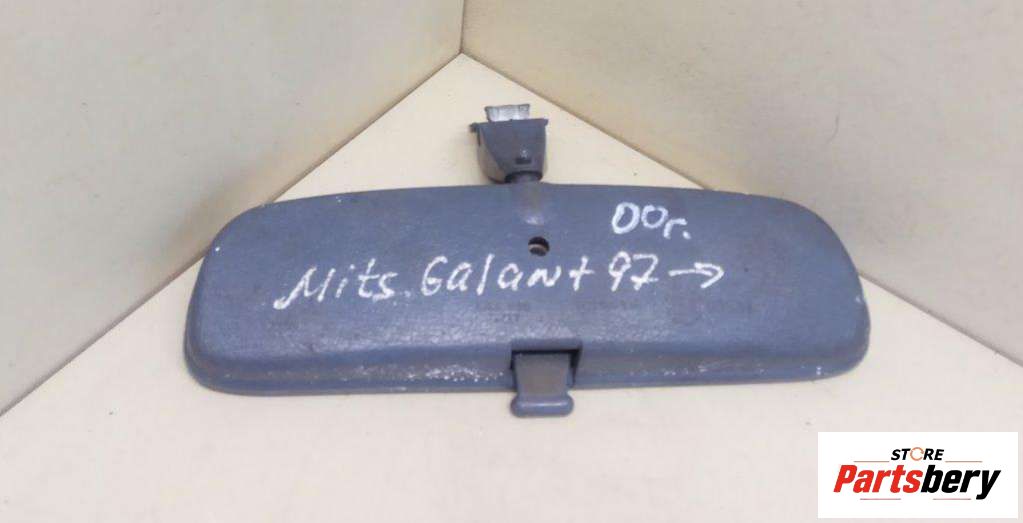 00г.
Mits. Galant 97→
STORE
Partsbery